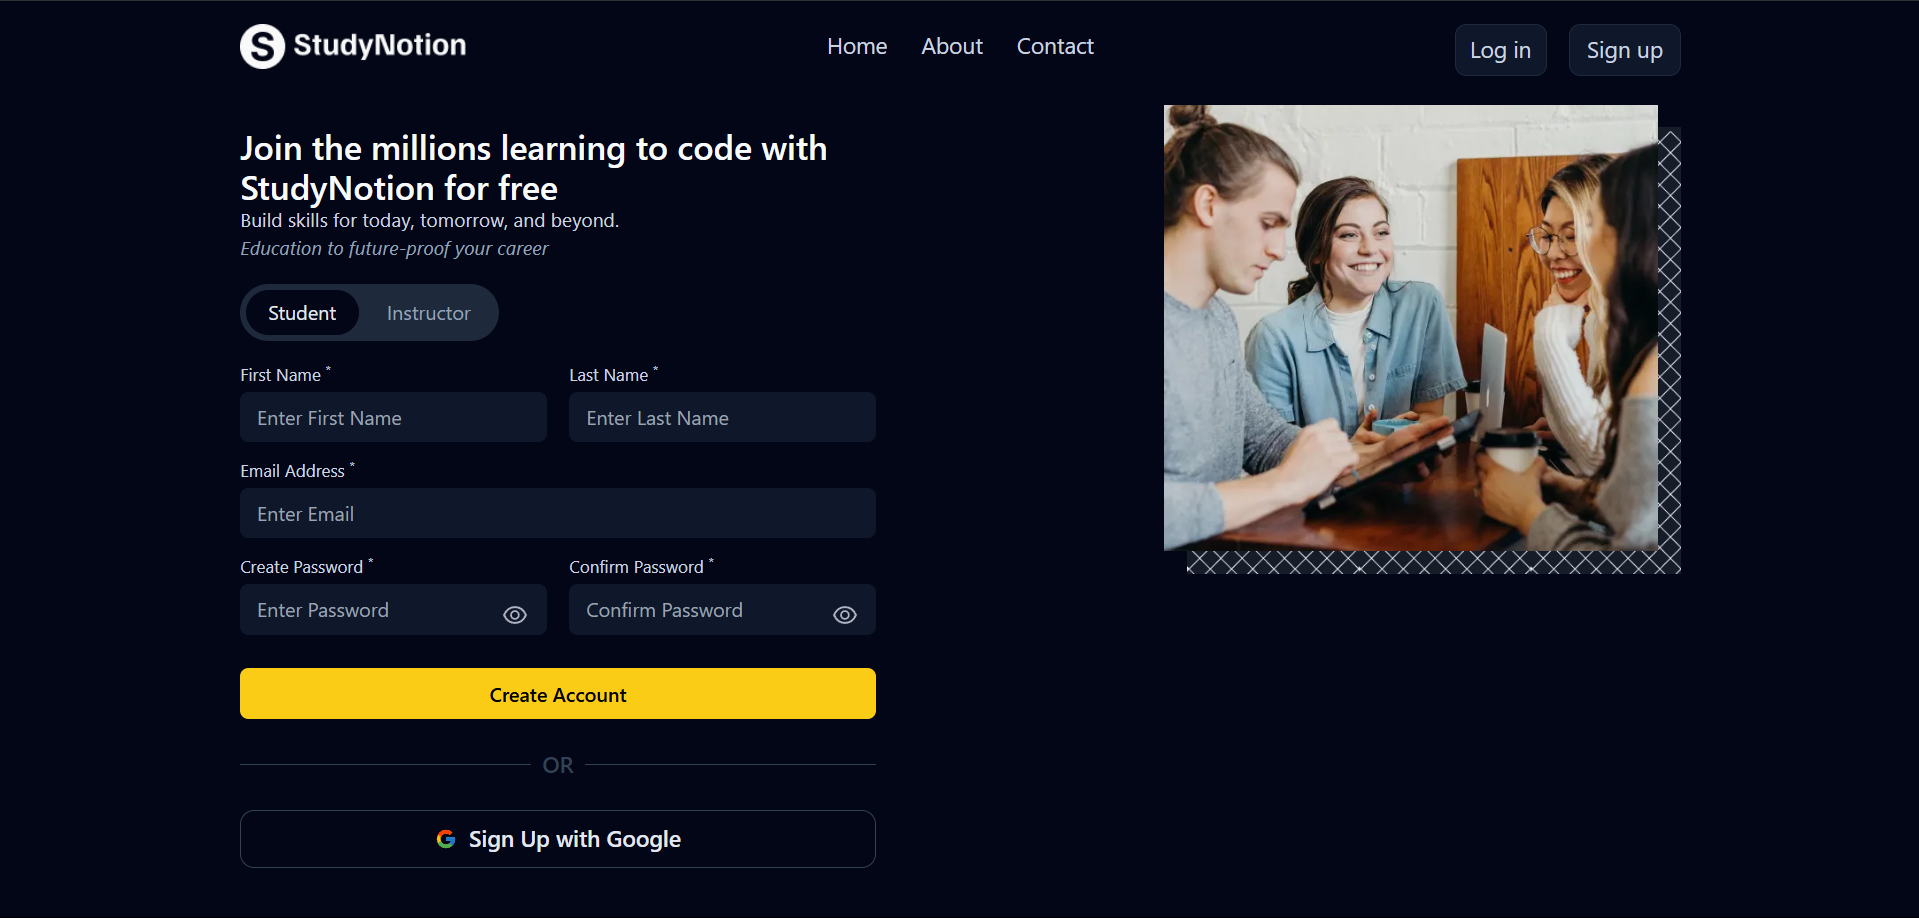 S StudyNotion
Home About Contact
Log in Sign up
Join the millions learning to code with
StudyNotion for free
Build skills for today, tomorrow, and beyond.
Education to future-proof your career
Student Instructor
First Name * Last Name *
Enter First Name Enter Last Name
Email Address *
Enter Email
Create Password * Confirm Password *
Enter Password Confirm Password
Create Account
OR
G Sign Up with Google